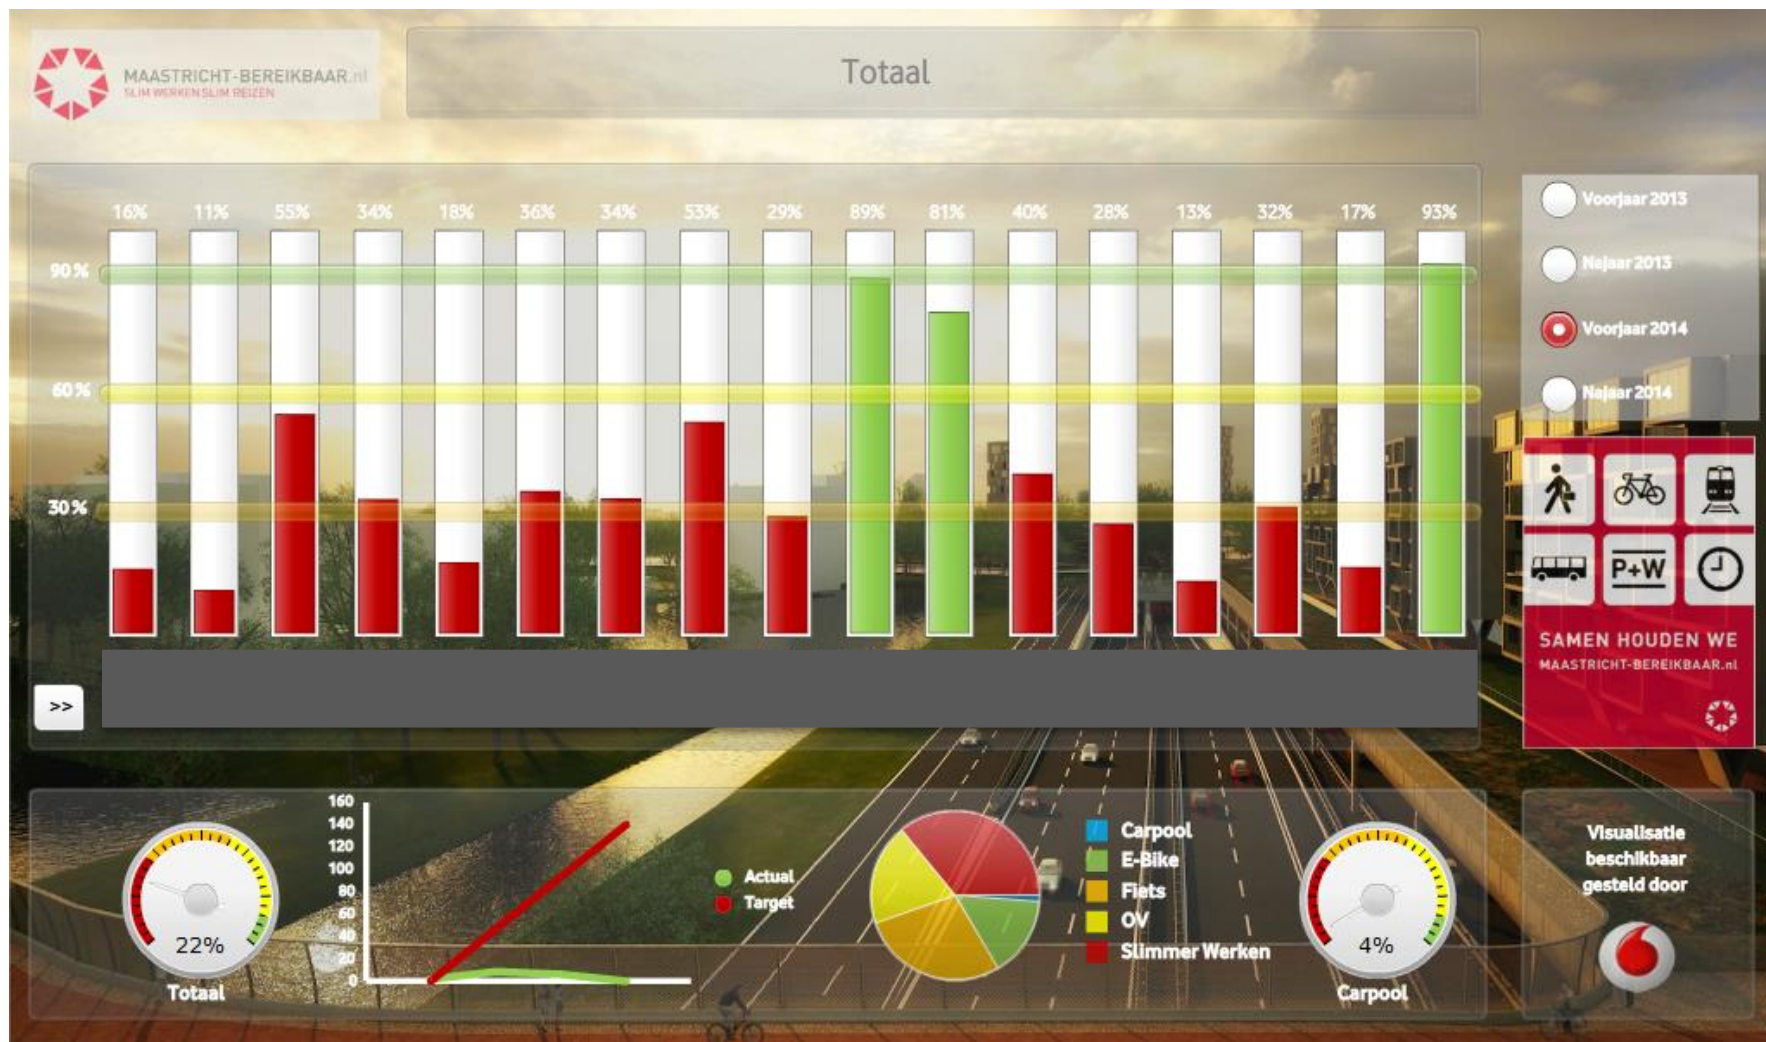 MAASTRICHT-BEREIKBAAR.nl
SLIM WERKEN SLIM REIZEN
Totaal
16% 11% 55% 34% 18% 36% 34% 53% 29% 89% 81% 40% 28% 13% 32% 17% 93%
90%
60%
30%
>>
Voorjaar 2013
Najaar 2013
Voorjaar 2014
Najaar 2014
P+W
SAMEN HOUDEN WE
MAASTRICHT-BEREIKBAAR.nl
22%
Totaal
160
140
120
100
80
60
40
20
0
Actual
Target
Carpool
E-Bike
Fiets
OV
Slimmer Werken
4%
Carpool
Visualisatie
beschikbaar
gesteld door